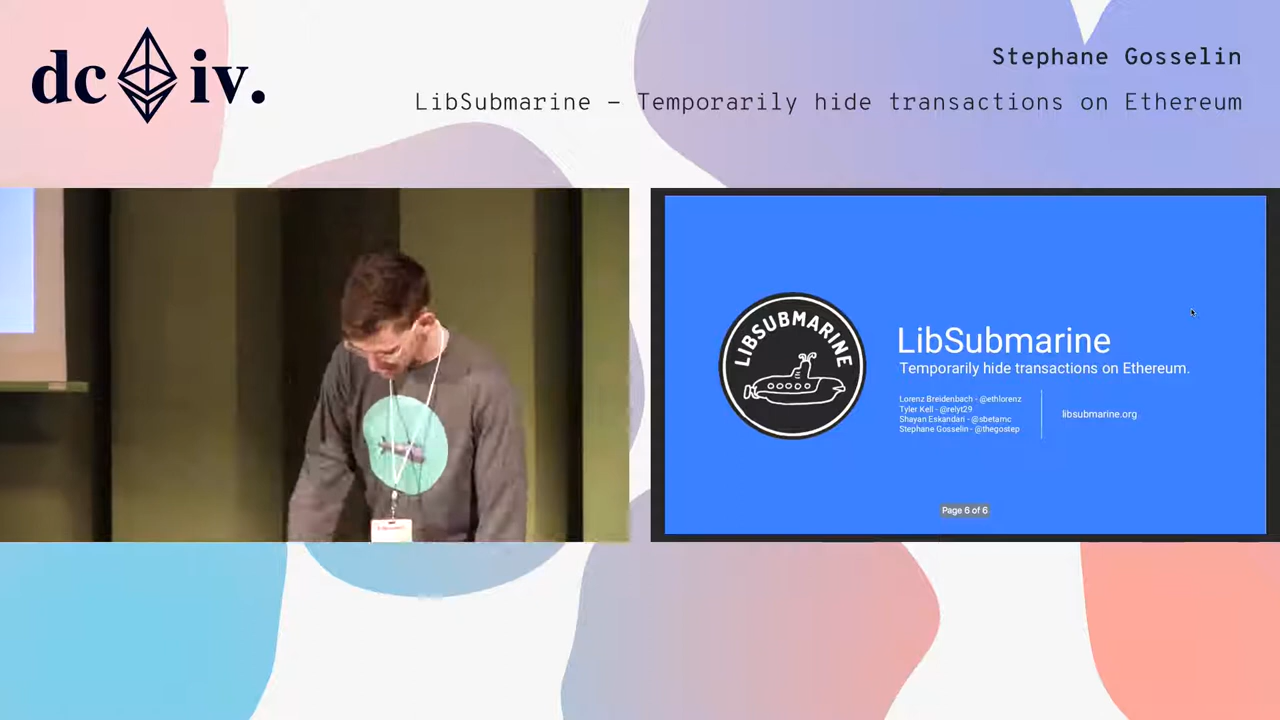 dc iv.
Stephane Gosselin
LibSubmarine – Temporarily hide transactions on Ethereum
LIBSUBMARINE
LibSubmarine
Temporarily hide transactions on Ethereum.
Lorenz Breidenbach - @ethlorenz
Tyler Kell - @relyt29
Shayan Eskandari - @sbetamc
Stephane Gosselin - @thegostep
libsubmarine.org
Page 6 of 6